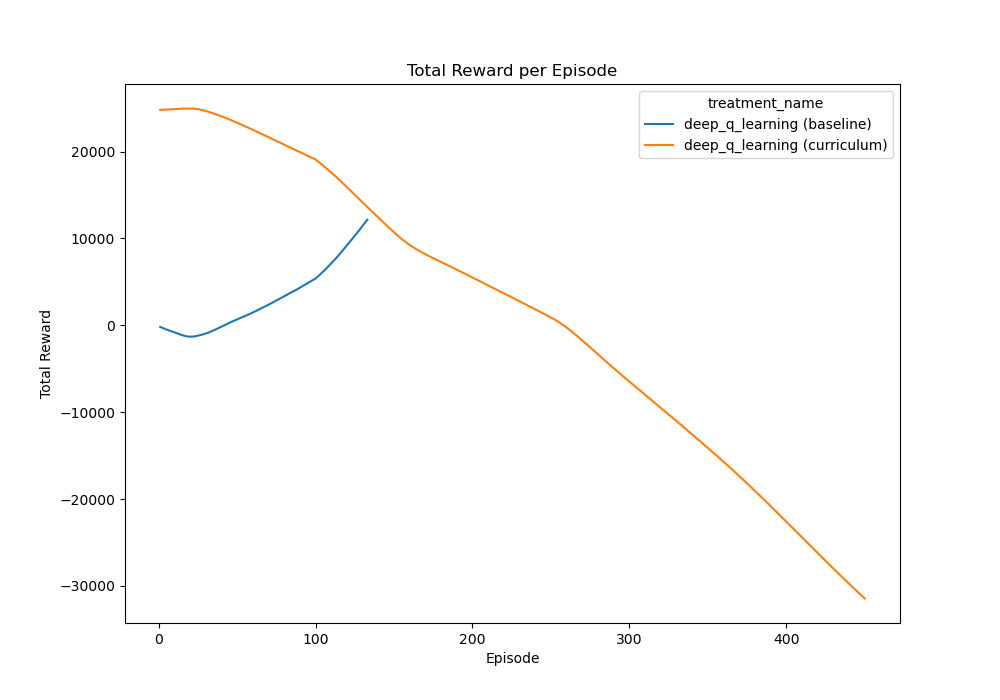 Total Reward per Episode
treatment_name
deep_q_learning (baseline)
deep_q_learning (curriculum)
Total Reward
20000
10000
0
−10000
−20000
−30000
0 100 200 300 400
Episode